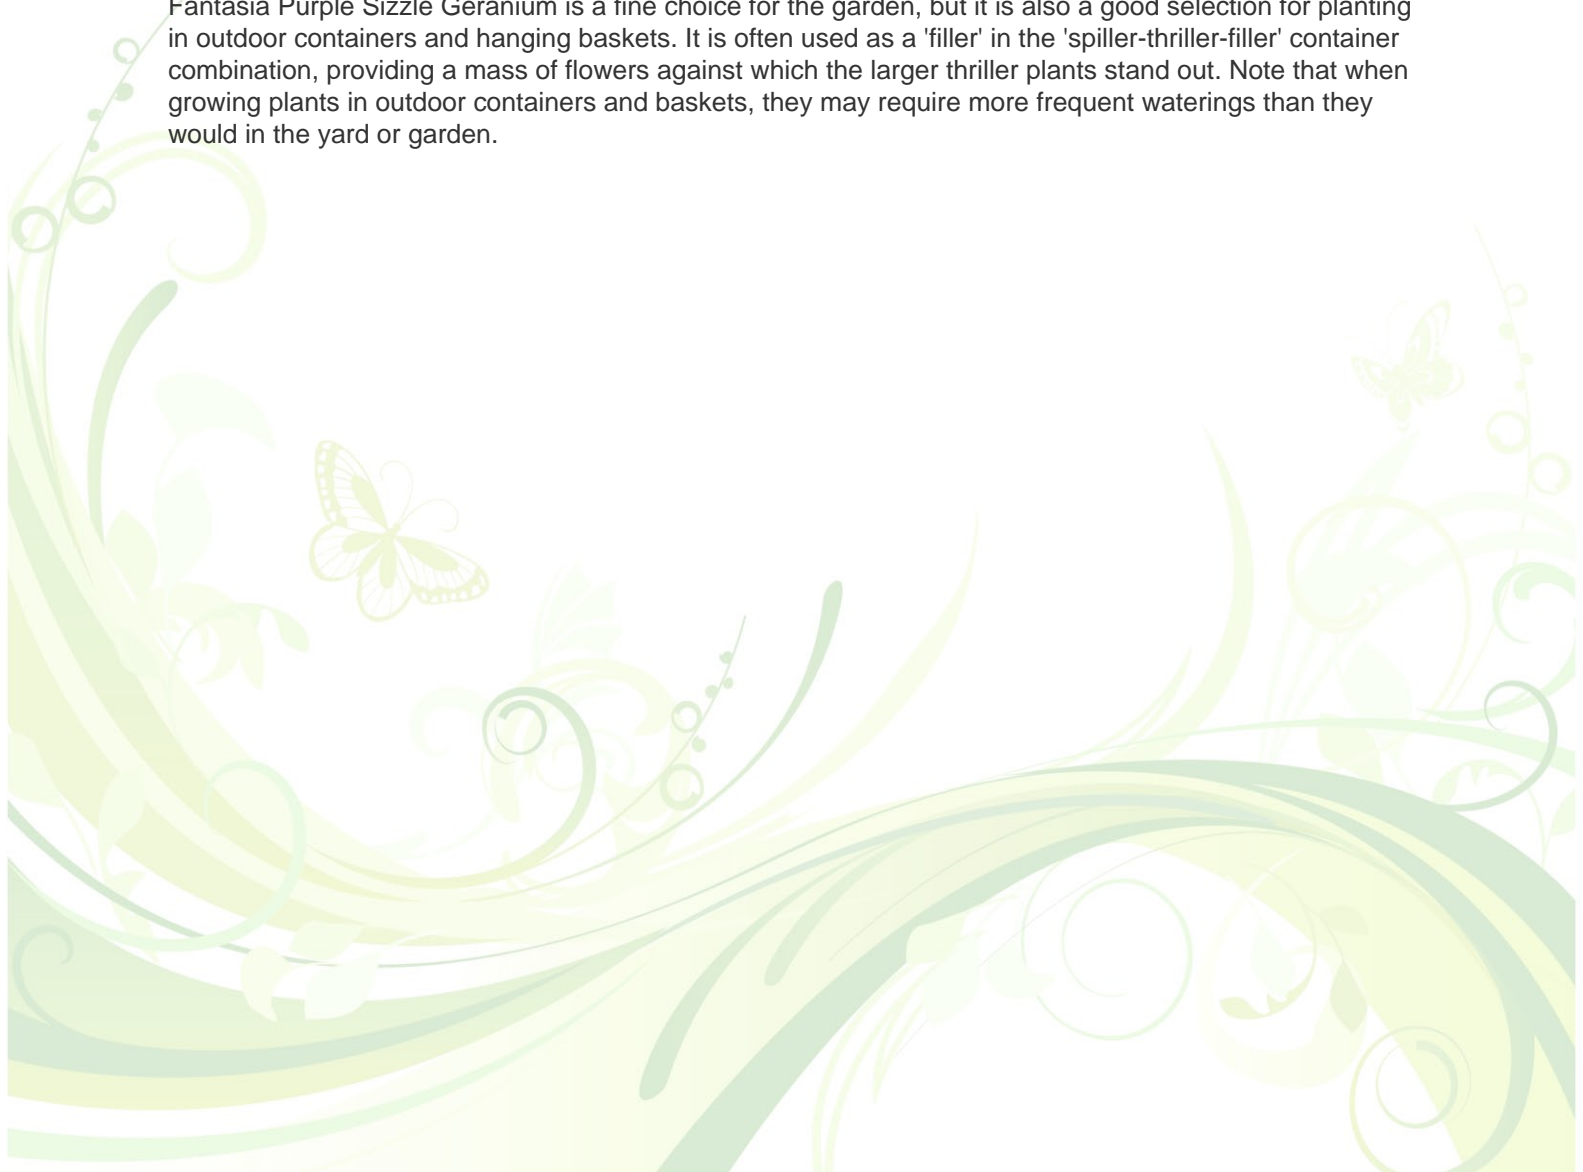 Fantasia Purple Sizzle Geranium is a fine choice for the garden, but it is also a good selection for planting
in outdoor containers and hanging baskets. It is often used as a 'filler' in the 'spiller-thriller-filler' container
combination, providing a mass of flowers against which the larger thriller plants stand out. Note that when
growing plants in outdoor containers and baskets, they may require more frequent waterings than they
would in the yard or garden.